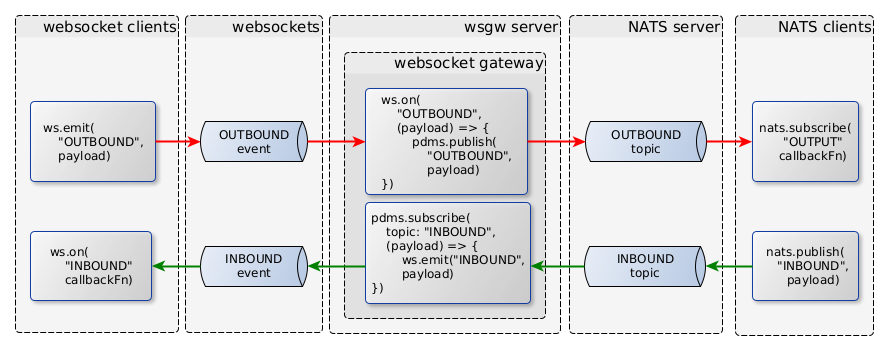 websocket clients
websockets
wsgw server
NATS server
NATS clients
websocket gateway
ws.emit(
"OUTBOUND",
payload)
OUTBOUND
event
ws.on(
"OUTBOUND",
(payload) => {
pdms.publish(
"OUTBOUND",
payload)
})
OUTBOUND
topic
nats.subscribe(
"OUTPUT"
callbackFn)
ws.on(
"INBOUND"
callbackFn)
INBOUND
event
pdms.subscribe(
topic: "INBOUND",
(payload) => {
ws.emit("INBOUND",
payload)
})
INBOUND
topic
nats.publish(
"INBOUND",
payload)